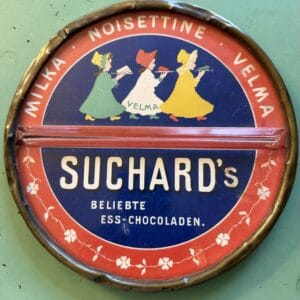 MILKA · NOISETTINE · VELMA
VELMA
SUCHARD's
BELIEBTE
ESS-CHOCOLADEN.